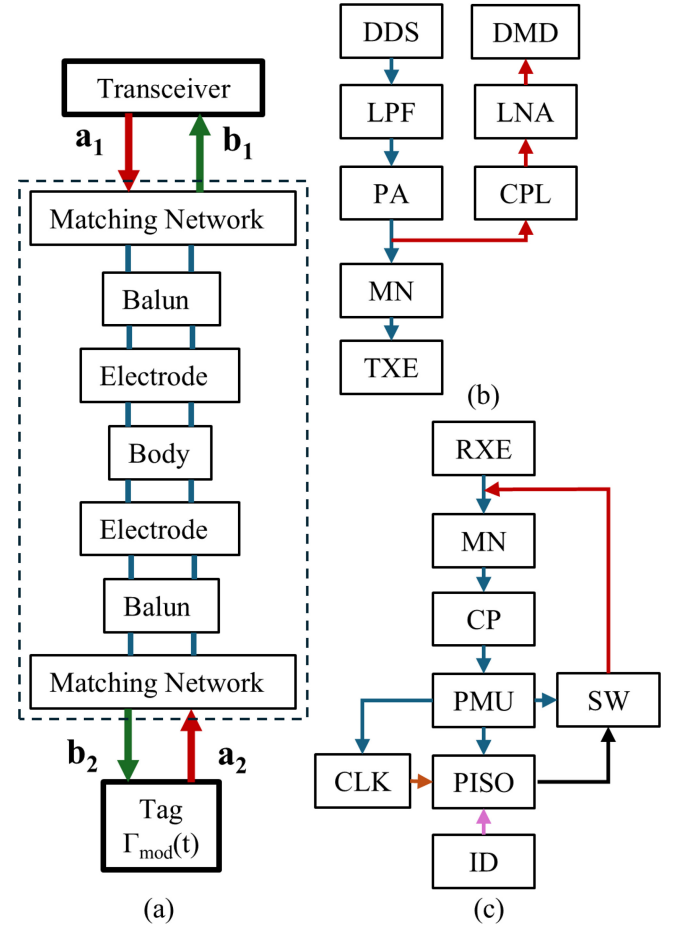 Transceiver
a₁
b₁
Matching Network
Balun
Electrode
Body
Electrode
Balun
Matching Network
b₂
a₂
Tag
Γmod(t)
(a)
DDS
DMD
LPF
LNA
PA
CPL
MN
TXE
(b)
RXE
MN
CP
PMU
SW
CLK
PISO
ID
(c)